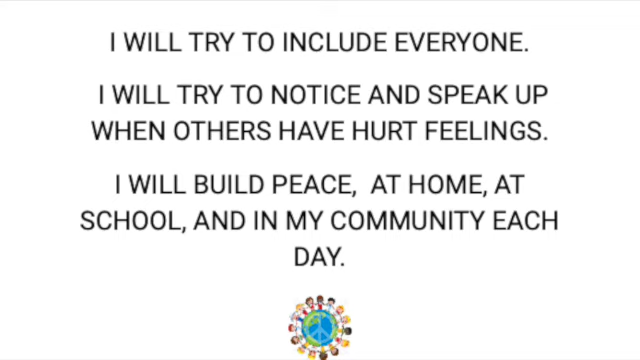 I WILL TRY TO INCLUDE EVERYONE.
I WILL TRY TO NOTICE AND SPEAK UP
WHEN OTHERS HAVE HURT FEELINGS.
I WILL BUILD PEACE,  AT HOME, AT
SCHOOL, AND IN MY COMMUNITY EACH
DAY.